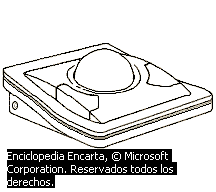 Enciclopedia Encarta, © Microsoft
Corporation. Reservados todos los
derechos.